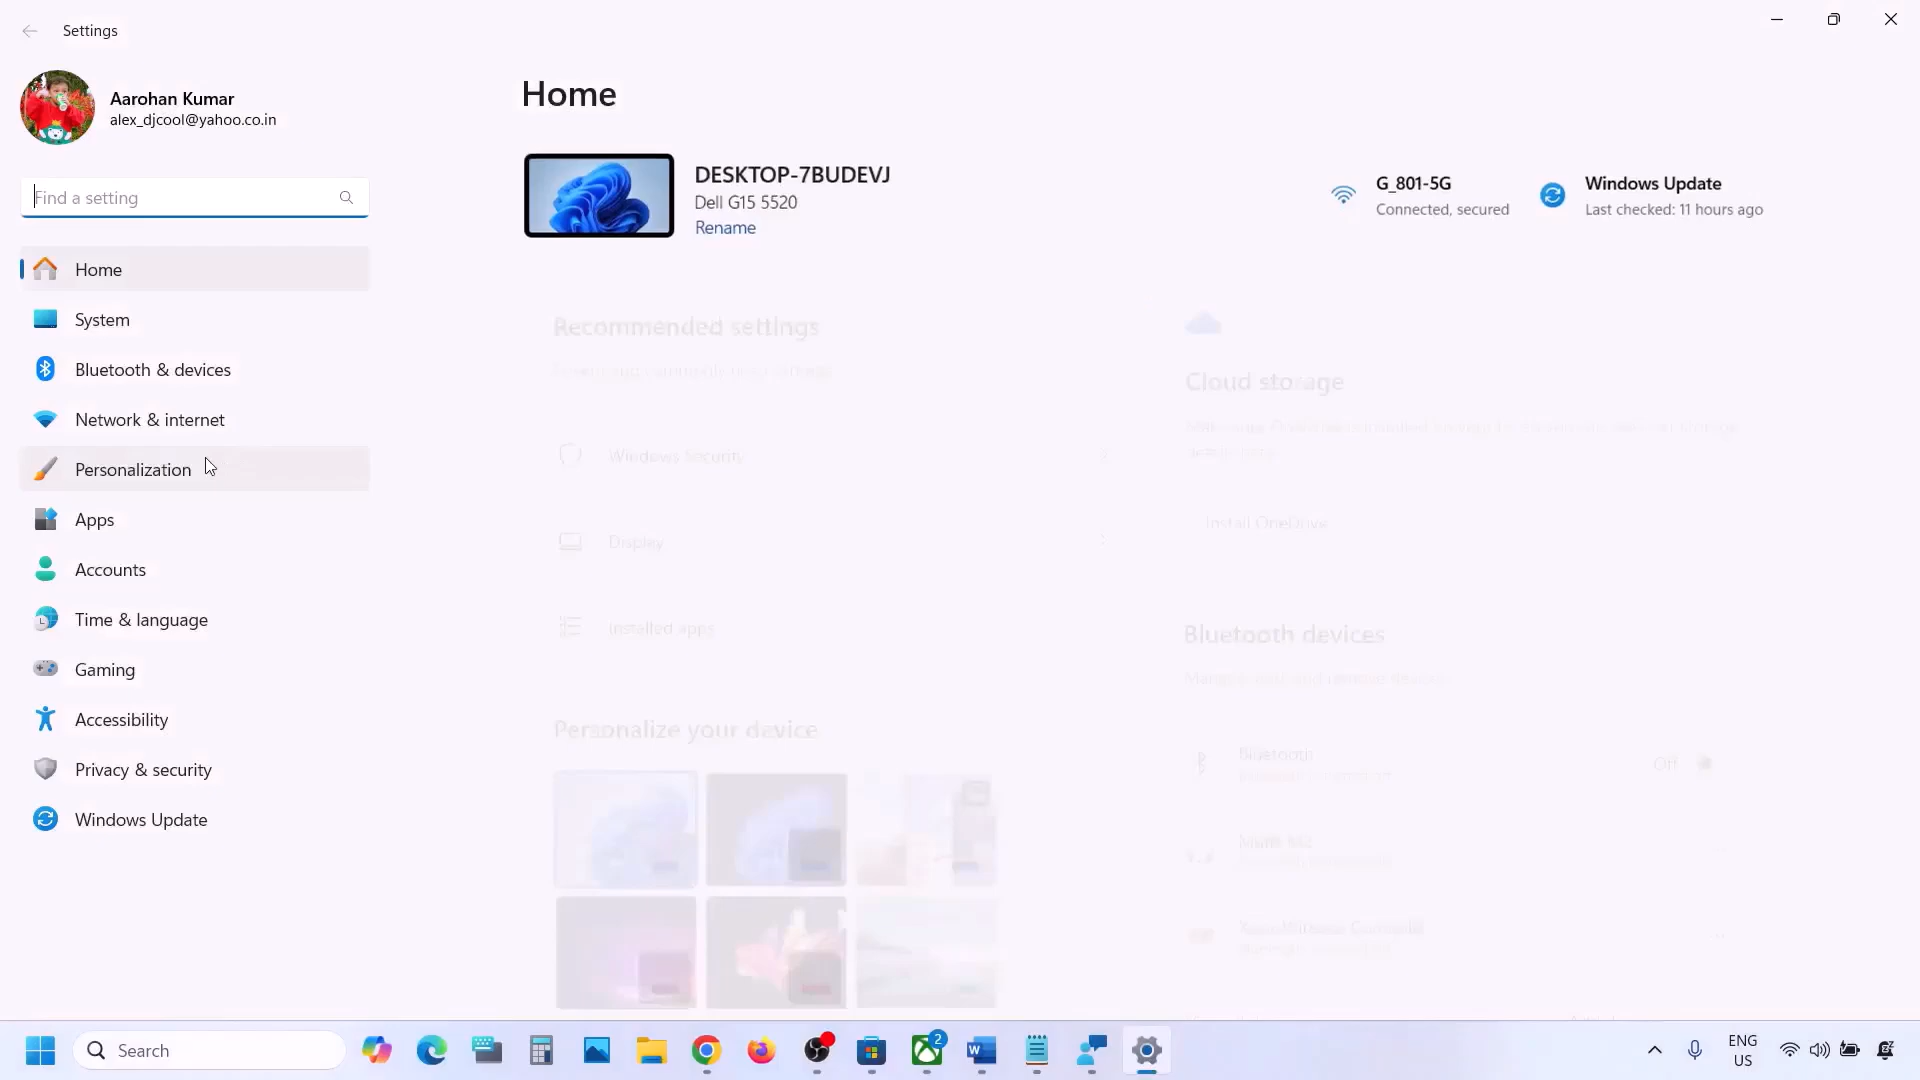 Settings
Aarohan Kumar
alex_djcool@yahoo.co.in
Find a setting
Home
System
Bluetooth & devices
Network & internet
Personalization
Apps
Accounts
Time & language
Gaming
Accessibility
Privacy & security
Windows Update
Home
DESKTOP-7BUDEVJ
Dell G15 5520
Rename
G_801-5G
Connected, secured
Windows Update
Last checked: 11 hours ago
Recommended settings
Windows Security
Display
Installed apps
Personalize your device
Cloud storage
Install OneDrive
Bluetooth devices
Bluetooth
Off
Search
2
ENG
US